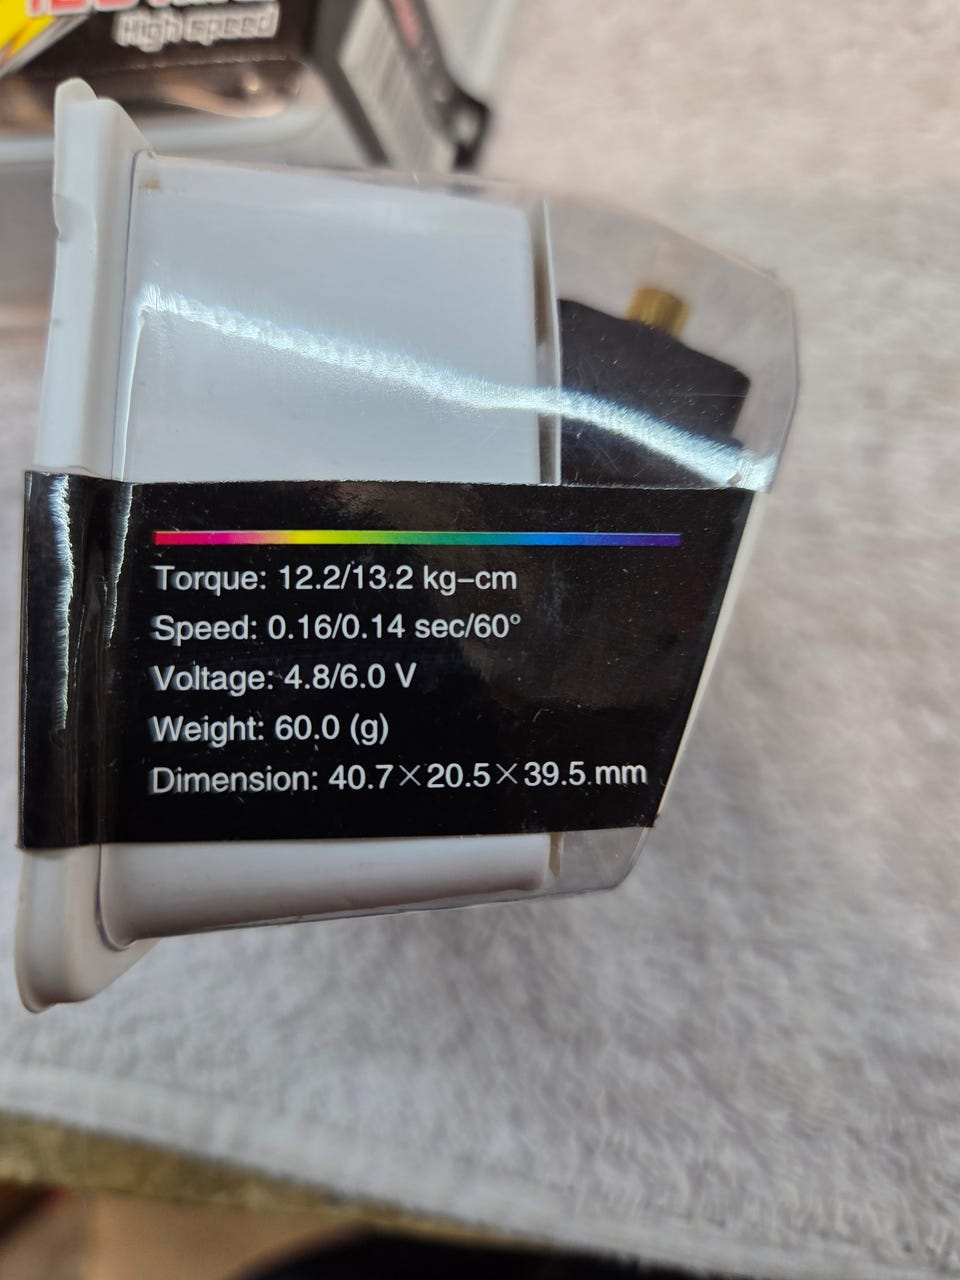 High speed
Torque: 12.2/13.2 kg–cm
Speed: 0.16/0.14 sec/60°
Voltage: 4.8/6.0 V
Weight: 60.0 (g)
Dimension: 40.7×20.5×39.5 mm